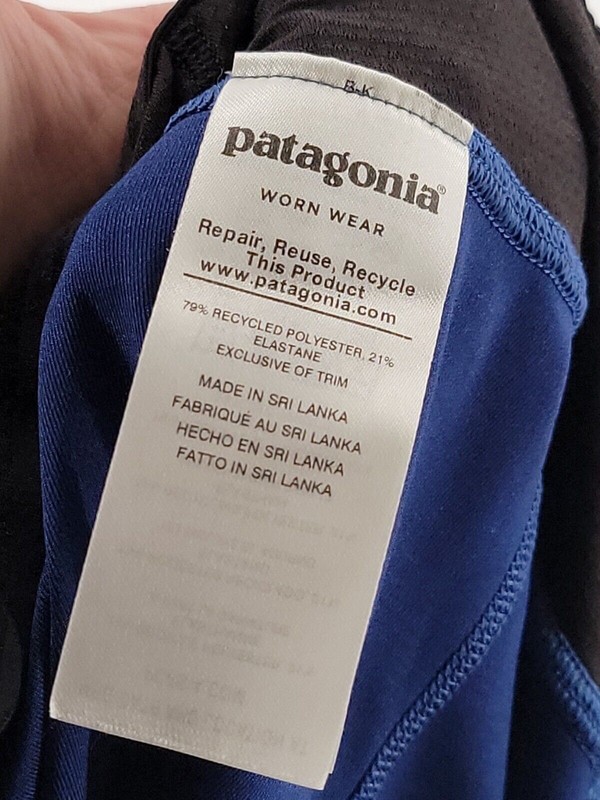 B-K
patagonia®
WORN WEAR
Repair, Reuse, Recycle
This Product
www.patagonia.com
79% RECYCLED POLYESTER, 21%
ELASTANE
EXCLUSIVE OF TRIM
MADE IN SRI LANKA
FABRIQUÉ AU SRI LANKA
HECHO EN SRI LANKA
FATTO IN SRI LANKA